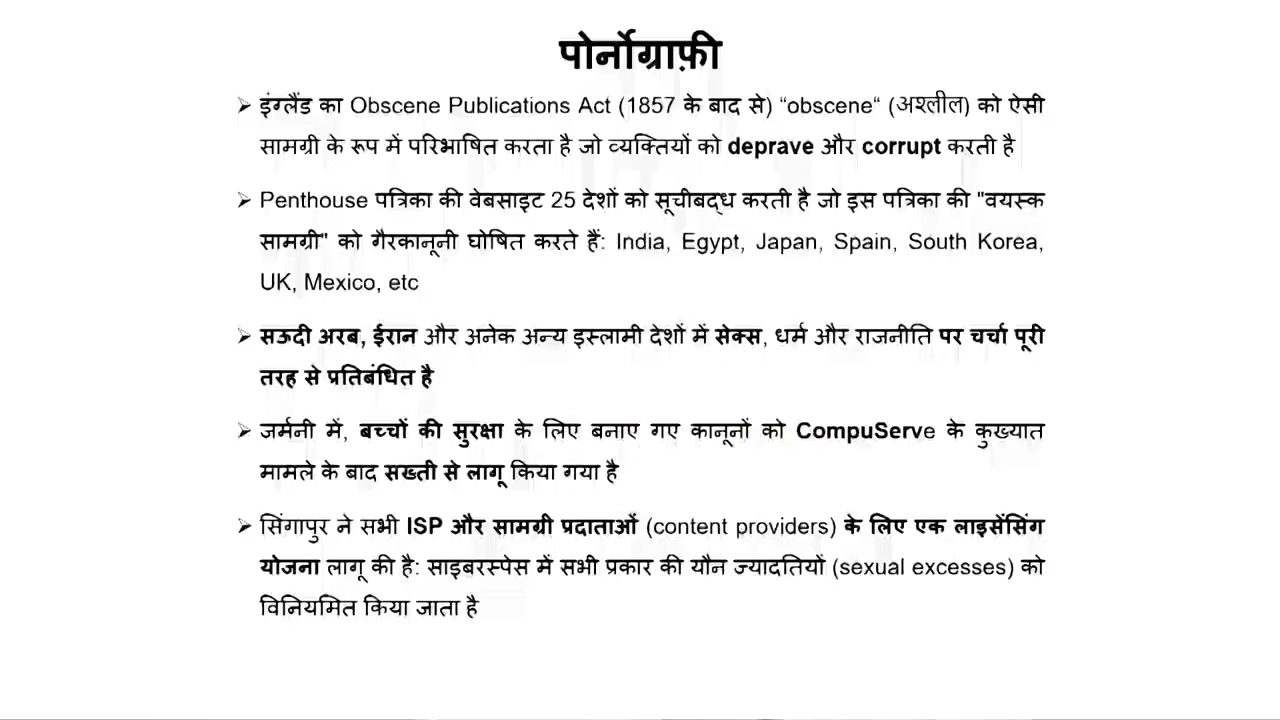 पोर्नोग्राफ़ी
➢ इंग्लैंड का Obscene Publications Act (1857 के बाद से) “obscene“ (अश्लील) को ऐसी
सामग्री के रूप में परिभाषित करता है जो व्यक्तियों को deprave और corrupt करती है
➢ Penthouse पत्रिका की वेबसाइट 25 देशों को सूचीबद्ध करती है जो इस पत्रिका की "वयस्क
सामग्री" को गैरकानूनी घोषित करते हैं: India, Egypt, Japan, Spain, South Korea,
UK, Mexico, etc
➢ सऊदी अरब, ईरान और अनेक अन्य इस्लामी देशों में सेक्स, धर्म और राजनीति पर चर्चा पूरी
तरह से प्रतिबंधित है
➢ जर्मनी में, बच्चों की सुरक्षा के लिए बनाए गए कानूनों को CompuServe के कुख्यात
मामले के बाद सख्ती से लागू किया गया है
➢ सिंगापुर ने सभी ISP और सामग्री प्रदाताओं (content providers) के लिए एक लाइसेंसिंग
योजना लागू की है: साइबरस्पेस में सभी प्रकार की यौन ज्यादतियों (sexual excesses) को
विनियमित किया जाता है